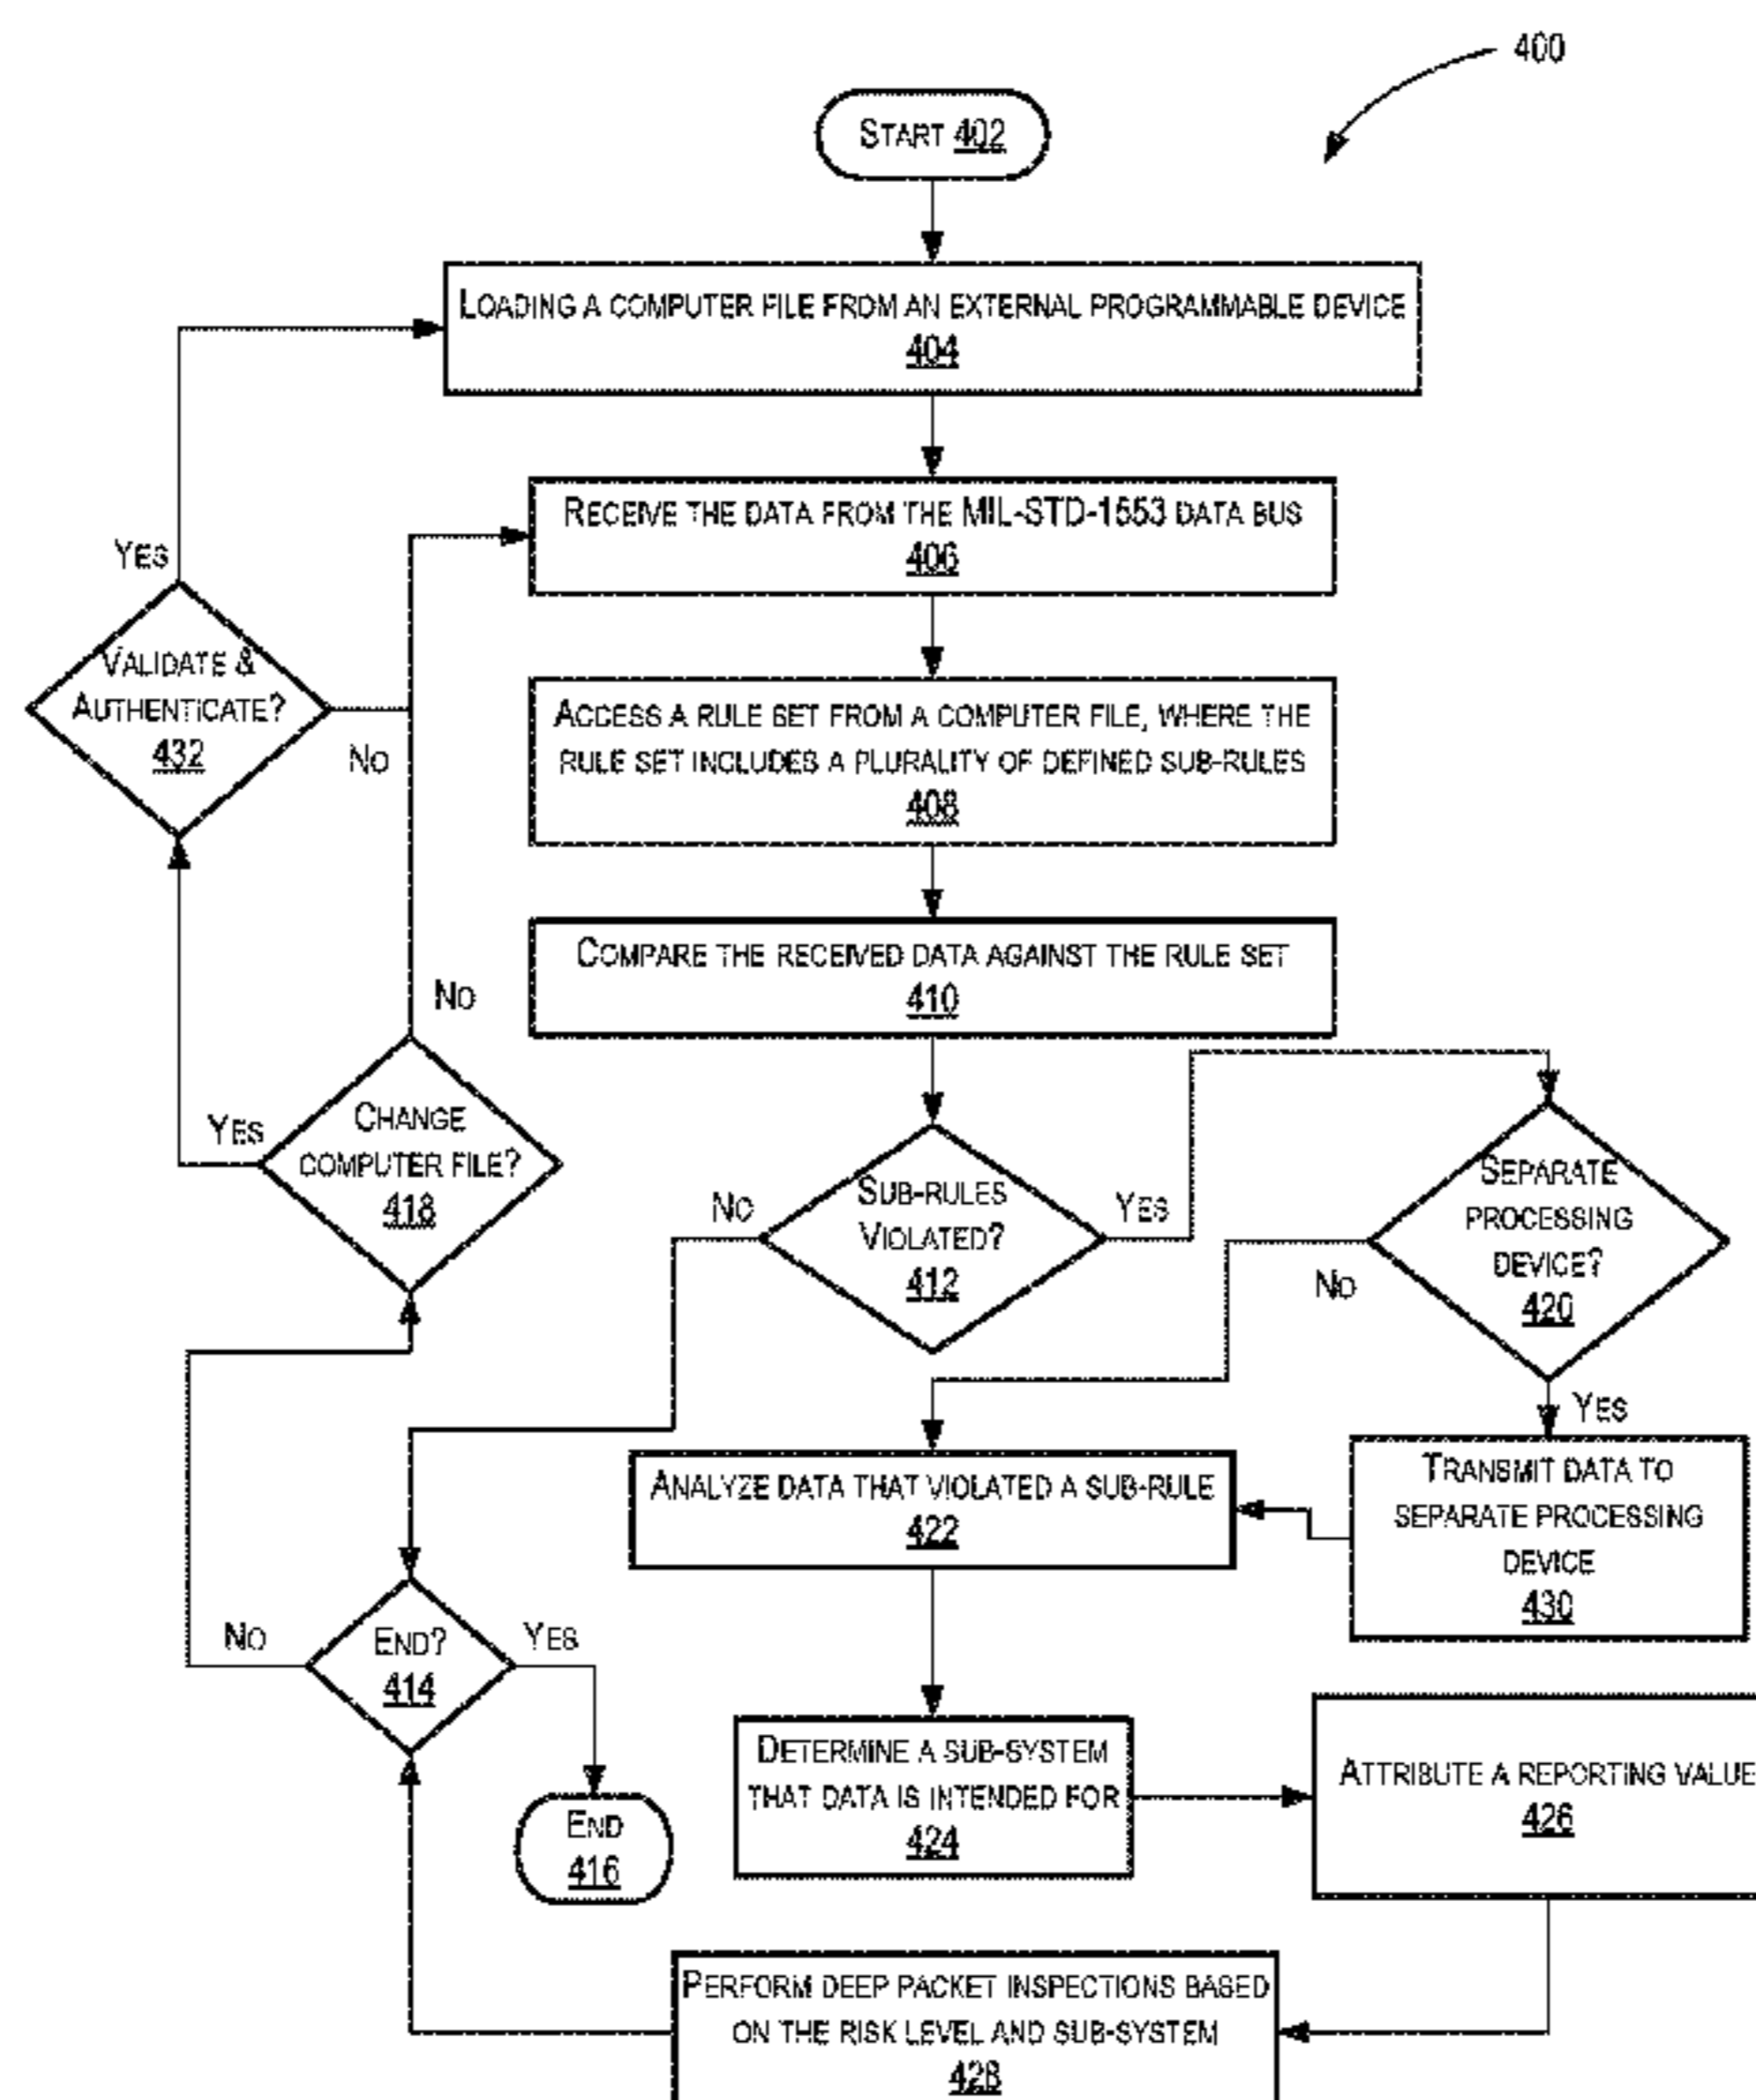 400
START 402
LOADING A COMPUTER FILE FROM AN EXTERNAL PROGRAMMABLE DEVICE
404
RECEIVE THE DATA FROM THE MIL-STD-1553 DATA BUS
406
YES
VALIDATE &
AUTHENTICATE?
432
NO
ACCESS A RULE SET FROM A COMPUTER FILE, WHERE THE
RULE SET INCLUDES A PLURALITY OF DEFINED SUB-RULES
408
COMPARE THE RECEIVED DATA AGAINST THE RULE SET
410
NO
YES
CHANGE
COMPUTER FILE?
418
NO
SUB-RULES
VIOLATED?
412
YES
SEPARATE
PROCESSING
DEVICE?
420
NO
YES
ANALYZE DATA THAT VIOLATED A SUB-RULE
422
TRANSMIT DATA TO
SEPARATE PROCESSING
DEVICE
430
NO
END?
414
YES
END
416
DETERMINE A SUB-SYSTEM
THAT DATA IS INTENDED FOR
424
ATTRIBUTE A REPORTING VALUE
426
PERFORM DEEP PACKET INSPECTIONS BASED
ON THE RISK LEVEL AND SUB-SYSTEM
428